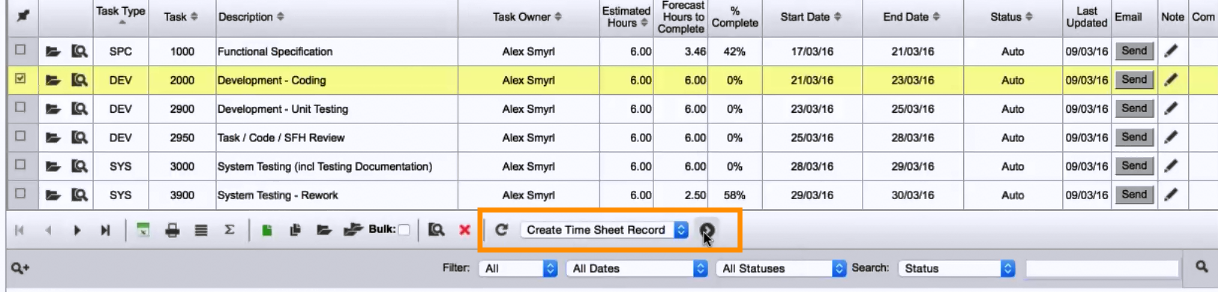 Task Type Task Description Task Owner Estimated Hours Forecast Hours to Complete % Complete Start Date End Date Status Last Updated Email Note Com
SPC 1000 Functional Specification Alex Smyrl 6.00 3.46 42% 17/03/16 21/03/16 Auto 09/03/16 Send
DEV 2000 Development - Coding Alex Smyrl 6.00 6.00 0% 21/03/16 23/03/16 Auto 09/03/16 Send
DEV 2900 Development - Unit Testing Alex Smyrl 6.00 6.00 0% 23/03/16 25/03/16 Auto 09/03/16 Send
DEV 2950 Task / Code / SFH Review Alex Smyrl 6.00 6.00 0% 25/03/16 28/03/16 Auto 09/03/16 Send
SYS 3000 System Testing (incl Testing Documentation) Alex Smyrl 6.00 6.00 0% 28/03/16 29/03/16 Auto 09/03/16 Send
SYS 3900 System Testing - Rework Alex Smyrl 6.00 2.50 58% 29/03/16 30/03/16 Auto 09/03/16 Send
Σ Bulk: Create Time Sheet Record
Filter: All All Dates All Statuses Search: Status